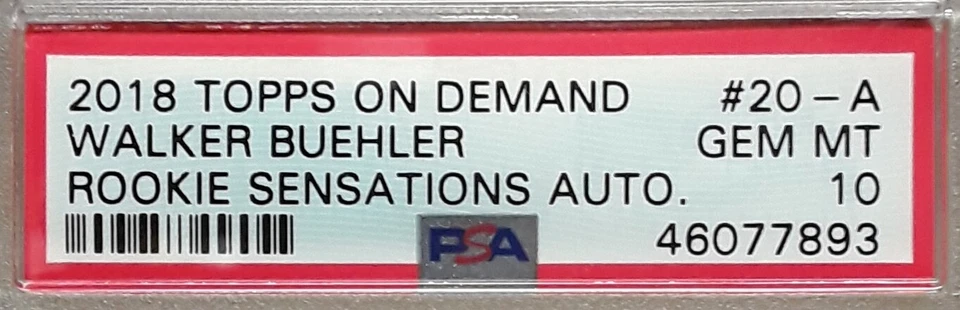 2018 TOPPS ON DEMAND #20 – A
WALKER BUEHLER GEM MT
ROOKIE SENSATIONS AUTO. 10
PSA 46077893